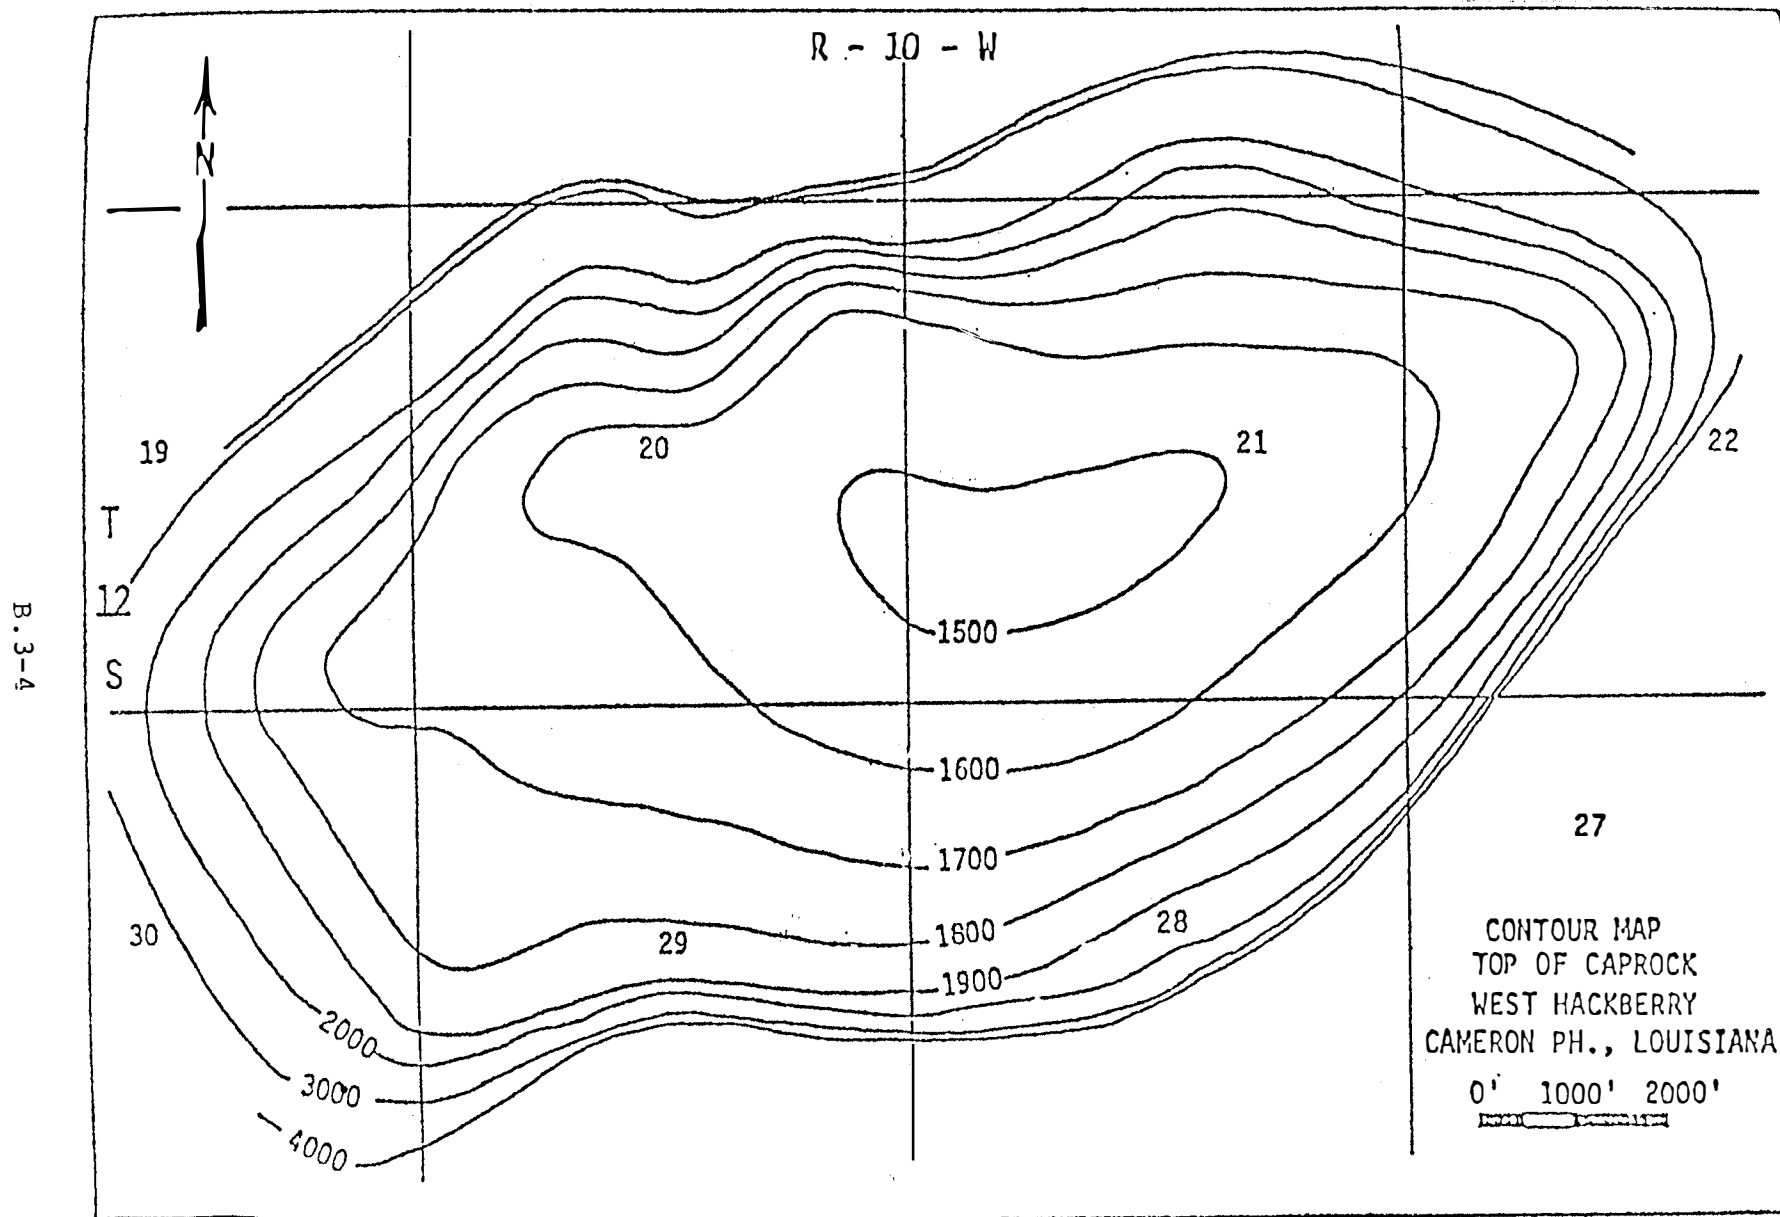 R - 10 - W
N
19
20
21
22
T
12
S
B.3-4
1500
1600
1700
1800
1900
2000
3000
4000
30
29
28
27
CONTOUR MAP
TOP OF CAPROCK
WEST HACKBERRY
CAMERON PH., LOUISIANA
0' 1000' 2000'